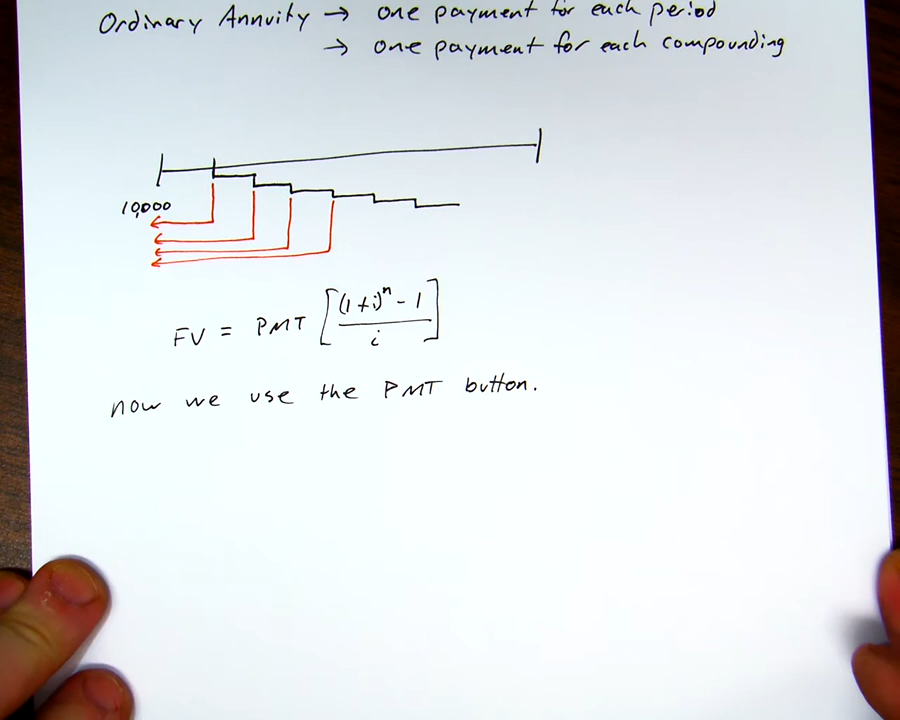 Ordinary Annuity → one payment for each period
→ one payment for each compounding
10,000
FV = PMT [((1+i)^n - 1)/i]
now we use the PMT button.